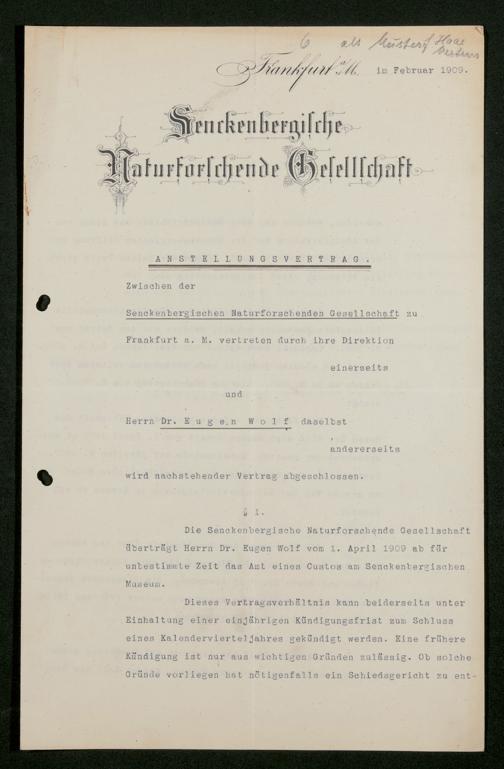 6 als Muster f. Haas
Frankfurt a/M. im Februar 1909.
Senckenbergische
Naturforschende Gesellschaft
ANSTELLUNGSVERTRAG.
Zwischen der
Senckenbergischen Naturforschenden Gesellschaft zu
Frankfurt a. M. vertreten durch ihre Direktion
einerseits
und
Herrn Dr. Eugen Wolf daselbst
andererseits
wird nachstehender Vertrag abgeschlossen.
§ 1.
Die Senckenbergische Naturforschende Gesellschaft
überträgt Herrn Dr. Eugen Wolf vom 1. April 1909 ab für
unbestimmte Zeit das Amt eines Custos am Senckenbergischen
Museum.
Dieses Vertragsverhältnis kann beiderseits unter
Einhaltung einer einjährigen Kündigungsfrist zum Schluss
eines Kalendervierteljahres gekündigt werden. Eine frühere
Kündigung ist nur aus wichtigen Gründen zulässig. Ob solche
Gründe vorliegen hat nötigenfalls ein Schiedsgericht zu ent-